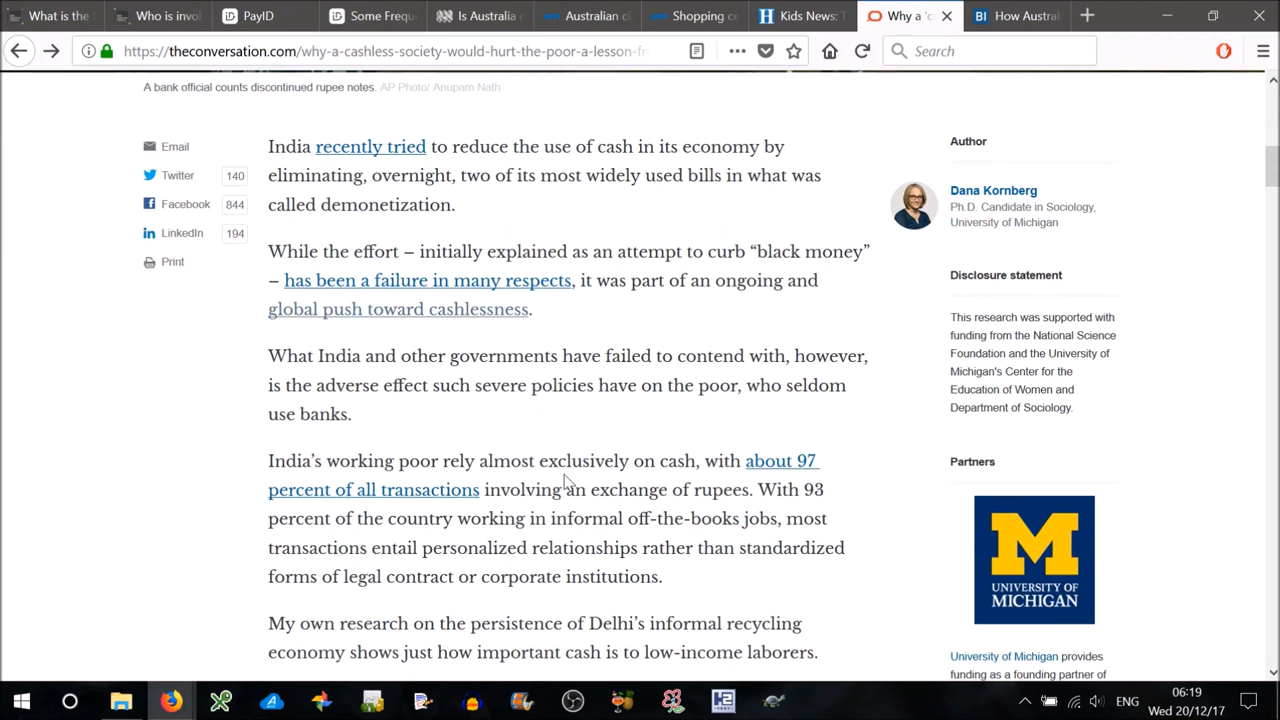 What is the
Who is invol
PayID
Some Frequ
Is Australia
Australian c
Shopping ce
Kids News: T
Why a 'c
How Austral
https://theconversation.com/why-a-cashless-society-would-hurt-the-poor-a-lesson-fr
Search
A bank official counts discontinued rupee notes. AP Photo/ Anupam Nath
Email
Twitter 140
Facebook 844
LinkedIn 194
Print
India recently tried to reduce the use of cash in its economy by
eliminating, overnight, two of its most widely used bills in what was
called demonetization.
While the effort – initially explained as an attempt to curb “black money”
– has been a failure in many respects, it was part of an ongoing and
global push toward cashlessness.
What India and other governments have failed to contend with, however,
is the adverse effect such severe policies have on the poor, who seldom
use banks.
India’s working poor rely almost exclusively on cash, with about 97
percent of all transactions involving an exchange of rupees. With 93
percent of the country working in informal off-the-books jobs, most
transactions entail personalized relationships rather than standardized
forms of legal contract or corporate institutions.
My own research on the persistence of Delhi’s informal recycling
economy shows just how important cash is to low-income laborers.
Author
Dana Kornberg
Ph.D. Candidate in Sociology,
University of Michigan
Disclosure statement
This research was supported with
funding from the National Science
Foundation and the University of
Michigan's Center for the
Education of Women and
Department of Sociology.
Partners
M
UNIVERSITY OF
MICHIGAN
University of Michigan provides
funding as a founding partner of
ENG
06:19
Wed 20/12/17